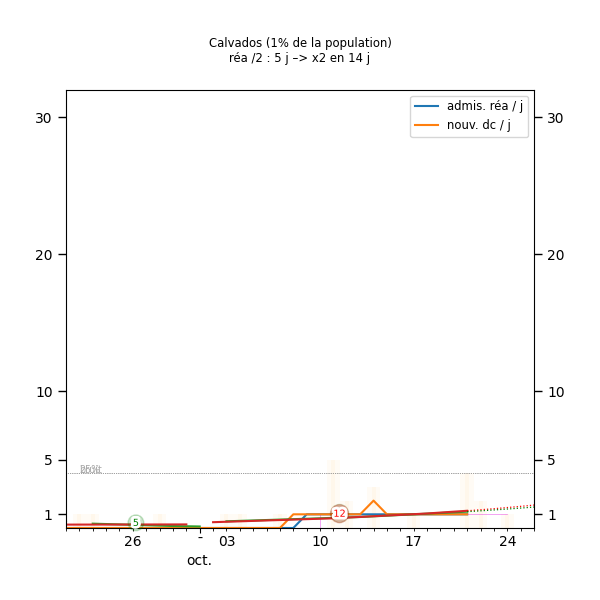 Calvados (1% de la population)
réa /2 : 5 j –> x2 en 14 j
admis. réa / j
nouv. dc / j
30 30
20 20
10 10
5 5
1 1
5
12
26 - 03 10 17 24
oct.